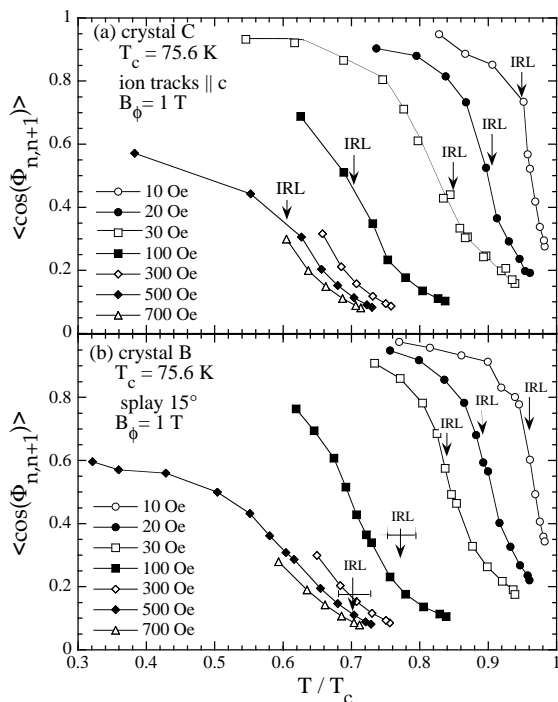 (a) crystal C
T_c = 75.6 K
ion tracks || c
B_ϕ = 1 T
IRL
IRL
IRL
IRL
IRL
10 Oe
20 Oe
30 Oe
100 Oe
300 Oe
500 Oe
700 Oe
<cos(Φ_n,n+1)>
1
0.8
0.6
0.4
0.2
0
(b) crystal B
T_c = 75.6 K
splay 15°
B_ϕ = 1 T
IRL
IRL
IRL
IRL
IRL
10 Oe
20 Oe
30 Oe
100 Oe
300 Oe
500 Oe
700 Oe
<cos(Φ_n,n+1)>
0.8
0.6
0.4
0.2
0.0
0.3 0.4 0.5 0.6 0.7 0.8 0.9 1
T / T_c